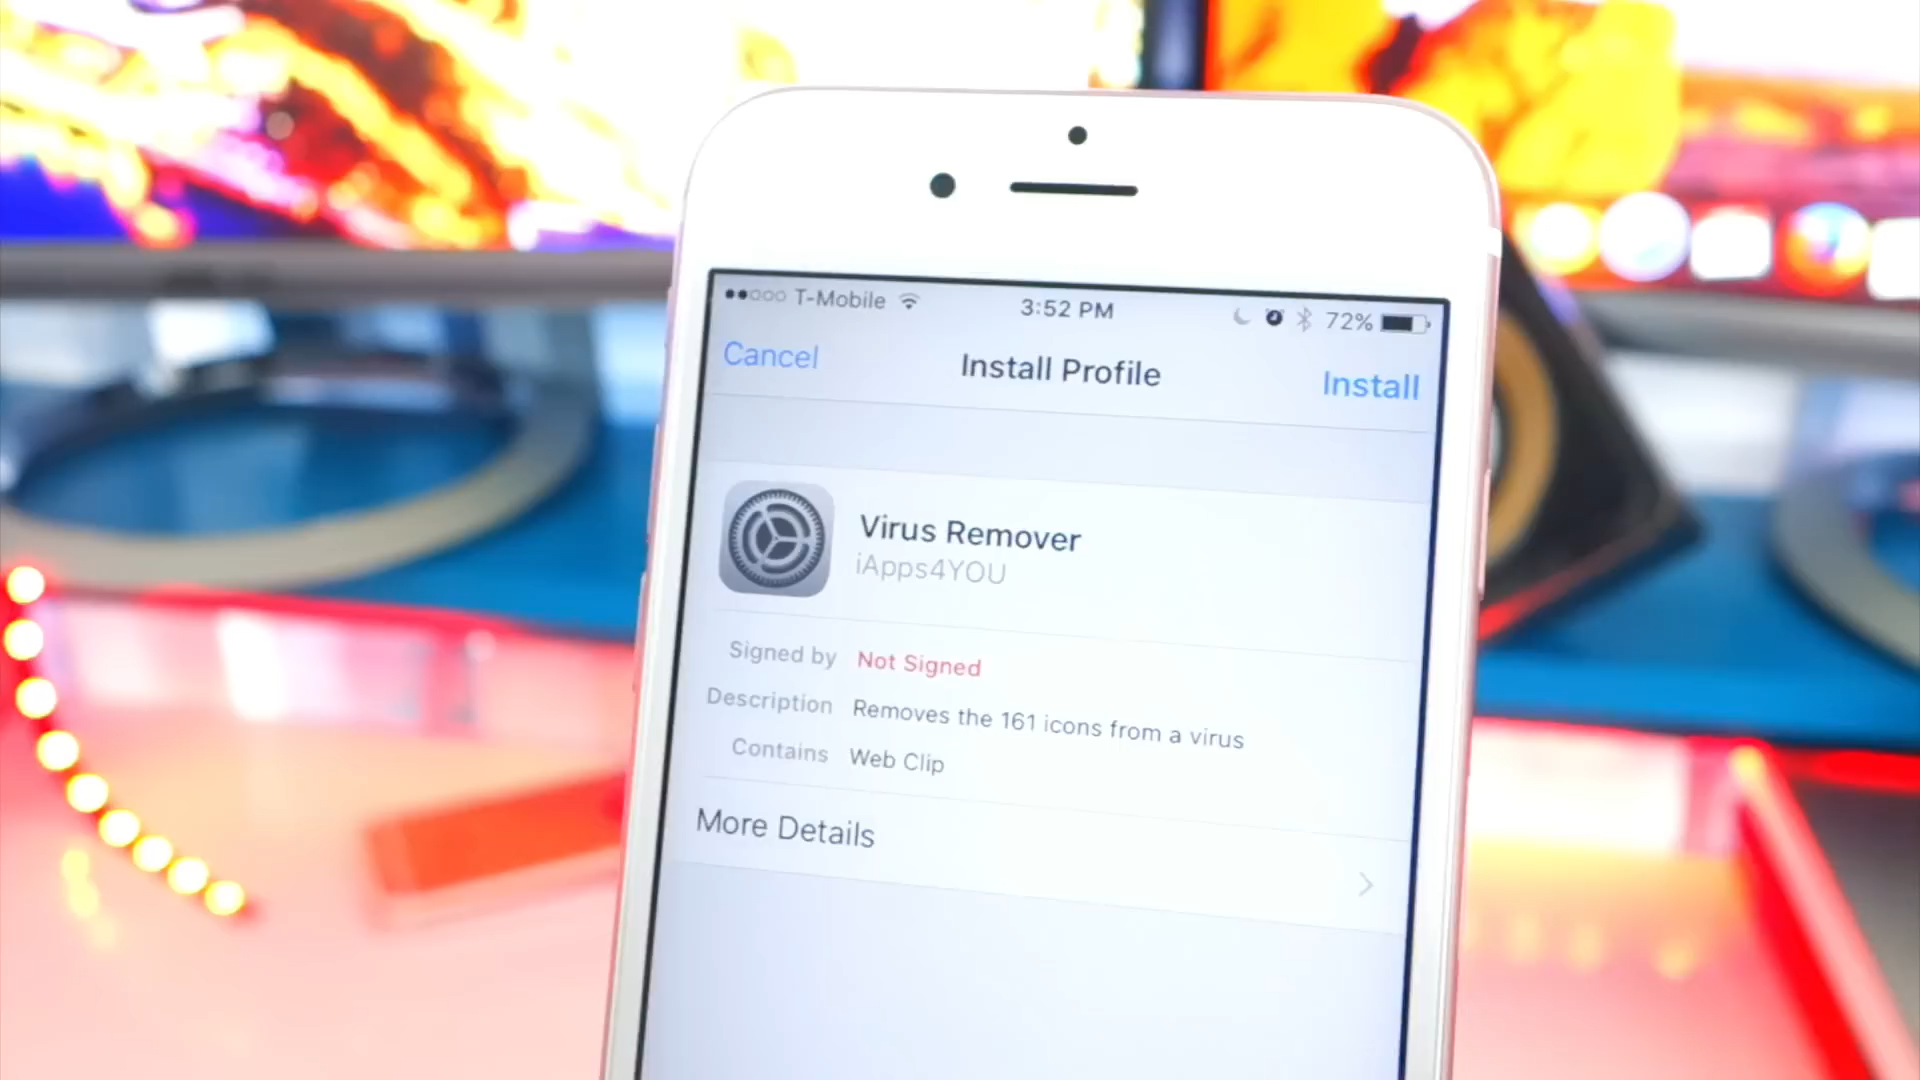 T-Mobile 3:52 PM 72%
Cancel Install Profile Install
Virus Remover
iApps4YOU
Signed by Not Signed
Description Removes the 161 icons from a virus
Contains Web Clip
More Details